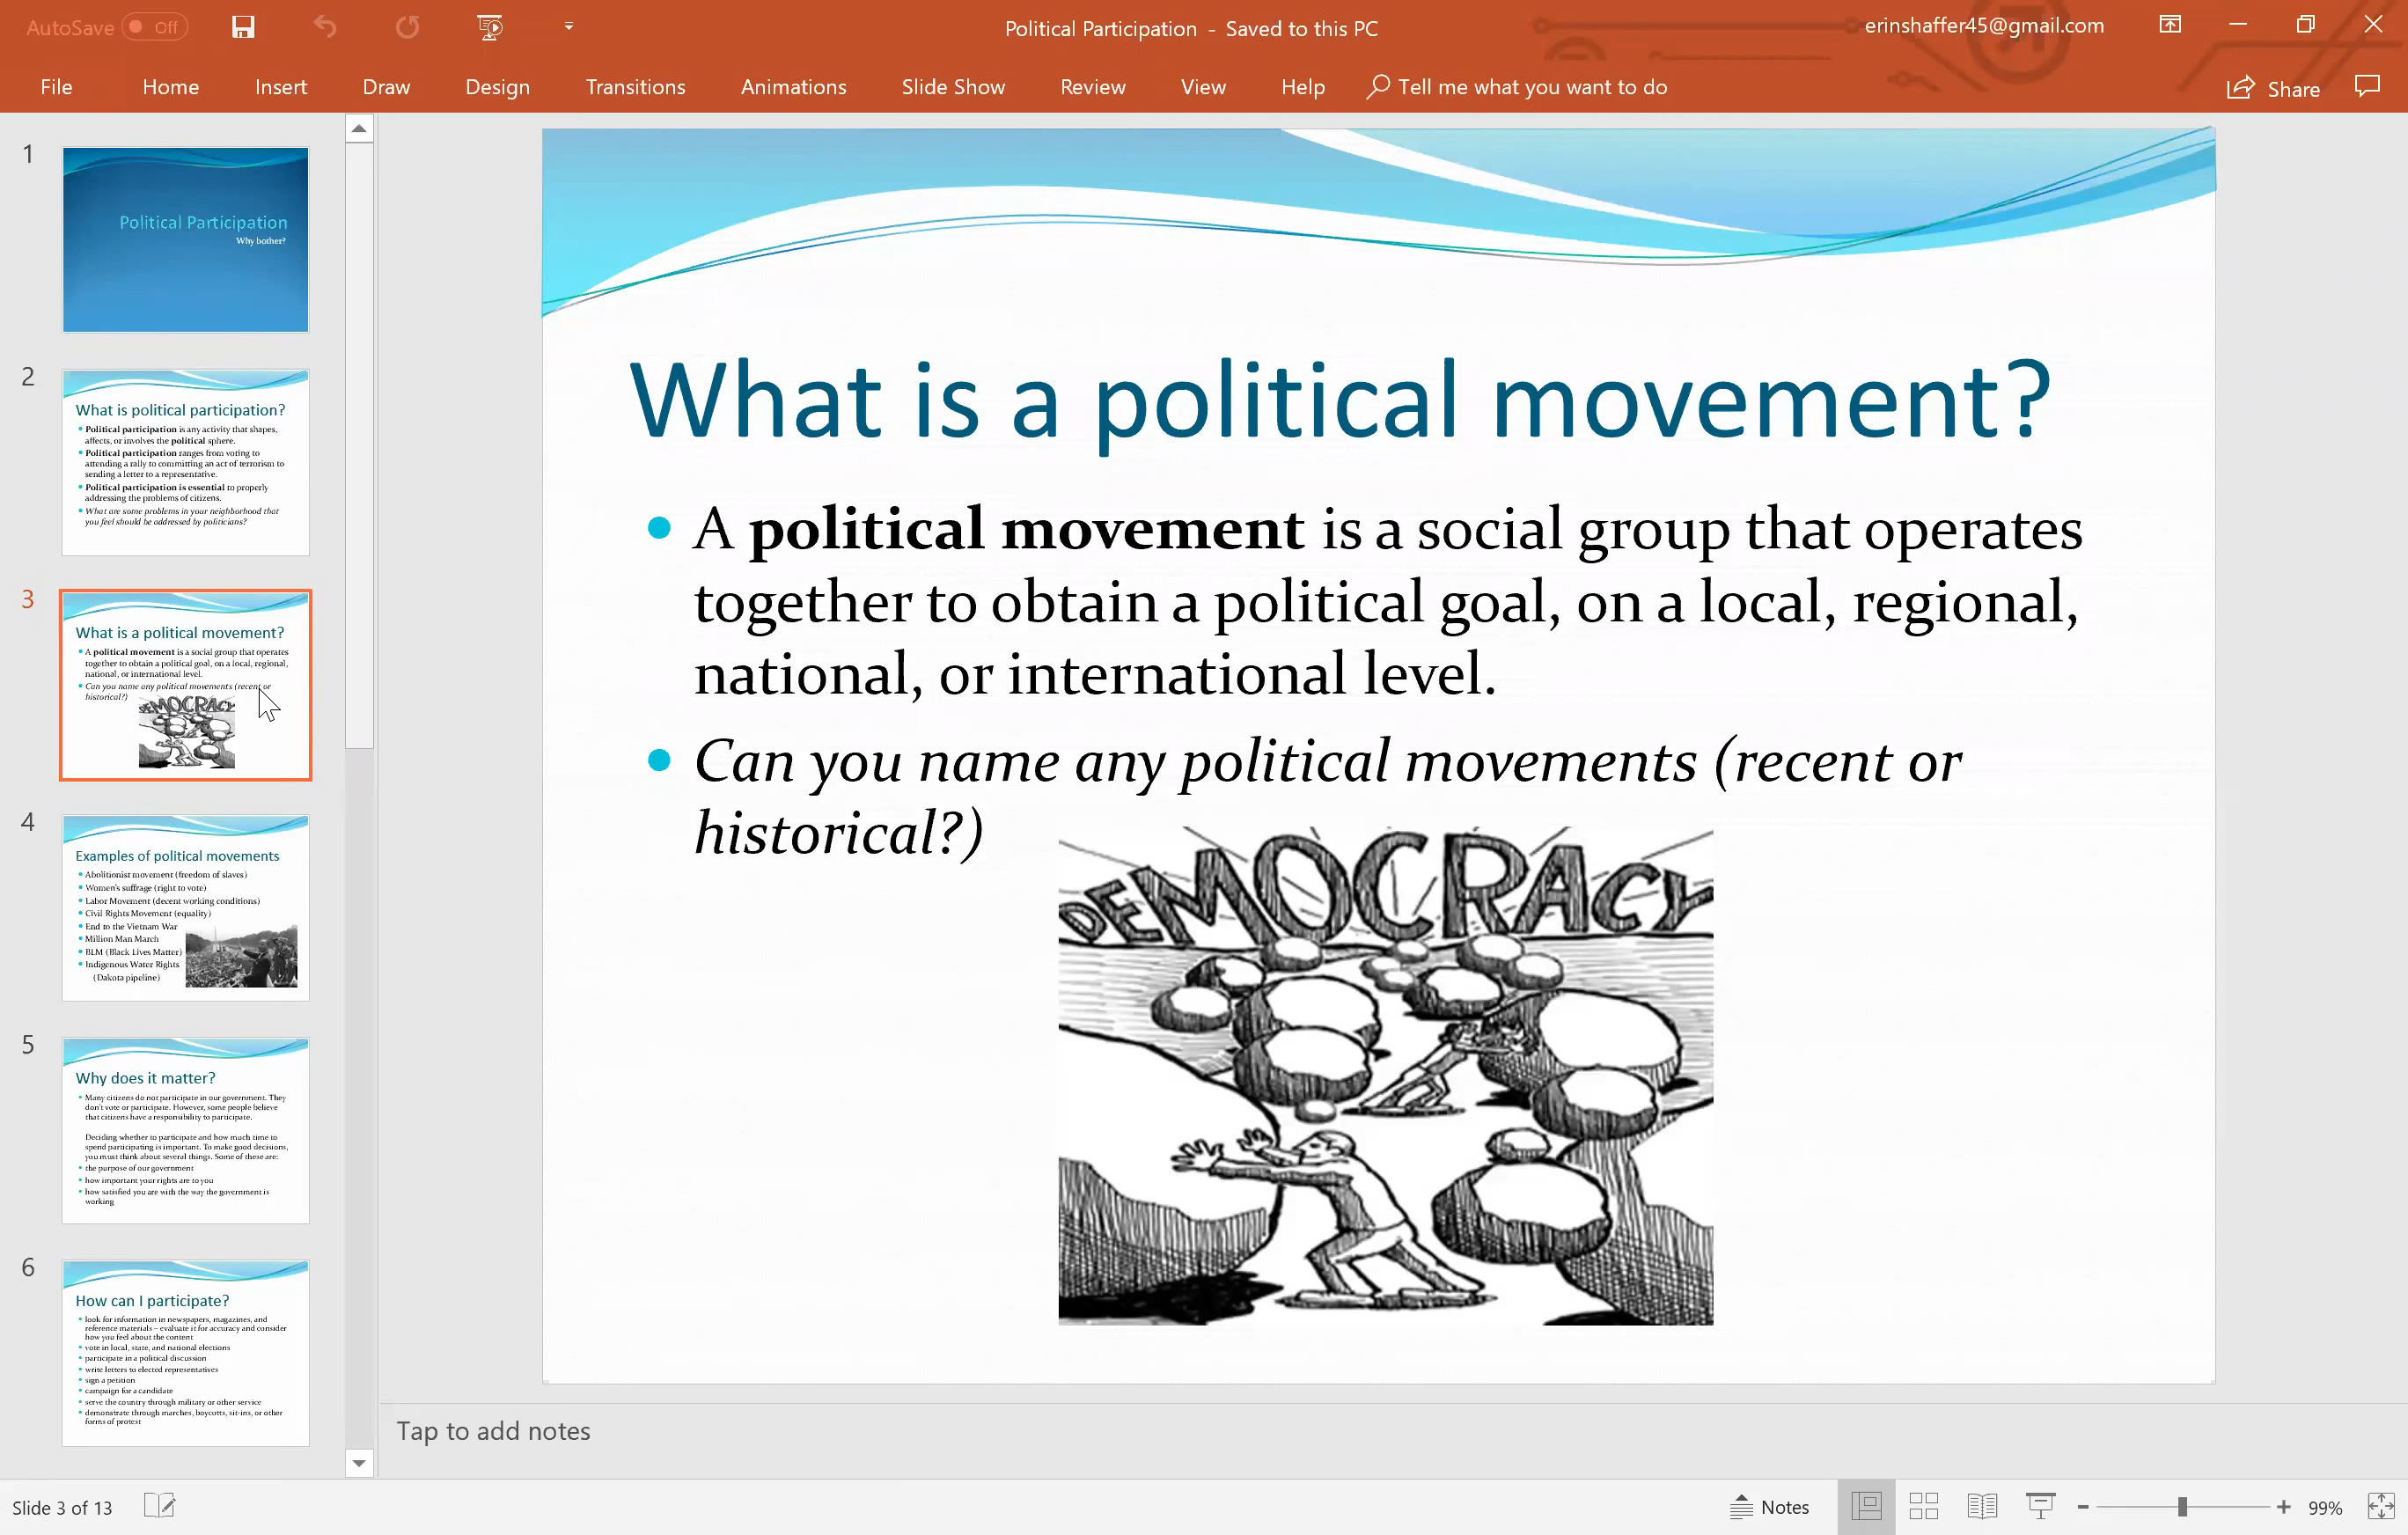 AutoSave Off
Political Participation - Saved to this PC
erinshaffer45@gmail.com
File Home Insert Draw Design Transitions Animations Slide Show Review View Help Tell me what you want to do
Share
1
Political Participation
Why bother?
2
What is political participation?
Political participation is any activity that shapes,
affects, or involves the political sphere.
Political participation ranges from voting to
attending a rally to committing an act of terrorism to
sending a letter to a representative.
Political participation is essential to properly
addressing the problems of citizens.
What are some problems in your neighborhood that
you feel should be addressed by politicians?
3
What is a political movement?
A political movement is a social group that operates
together to obtain a political goal, on a local, regional,
national, or international level.
Can you name any political movements (recent or
historical?)
DEMOCRACY
4
Examples of political movements
Abolitionist movement (freedom of slaves)
Women's suffrage (right to vote)
Labor Movement (decent working conditions)
Civil Rights Movement (equality)
End to the Vietnam War
Million Man March
BLM (Black Lives Matter)
Indigenous Water Rights
(Dakota pipeline)
5
Why does it matter?
Many citizens do not participate in our government. They
don't vote or participate. However, some people believe
that citizens have a responsibility to participate.
Deciding whether to participate and how much time to
spend participating is important. To make good decisions,
you must think about several things. Some of these are:
the purpose of our government
how important your rights are to you
how satisfied you are with the way the government is
working
6
How can I participate?
look for information in newspapers, magazines, and
reference materials – evaluate it for accuracy and consider
how you feel about the content
vote in local, state, and national elections
participate in a political discussion
write letters to elected representatives
sign a petition
campaign for a candidate
serve the country through military or other service
demonstrate through marches, boycotts, sit-ins, or other
forms of protest
What is a political movement?
A political movement is a social group that operates
together to obtain a political goal, on a local, regional,
national, or international level.
Can you name any political movements (recent or
historical?)
DEMOCRACY
Tap to add notes
Slide 3 of 13
Notes
99%